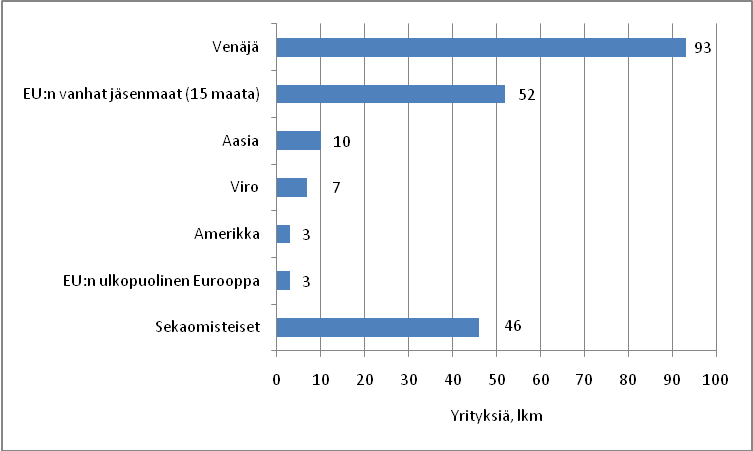 Venäjä 93
EU:n vanhat jäsenmaat (15 maata) 52
Aasia 10
Viro 7
Amerikka 3
EU:n ulkopuolinen Eurooppa 3
Sekaomisteiset 46
0 10 20 30 40 50 60 70 80 90 100
Yrityksiä, lkm